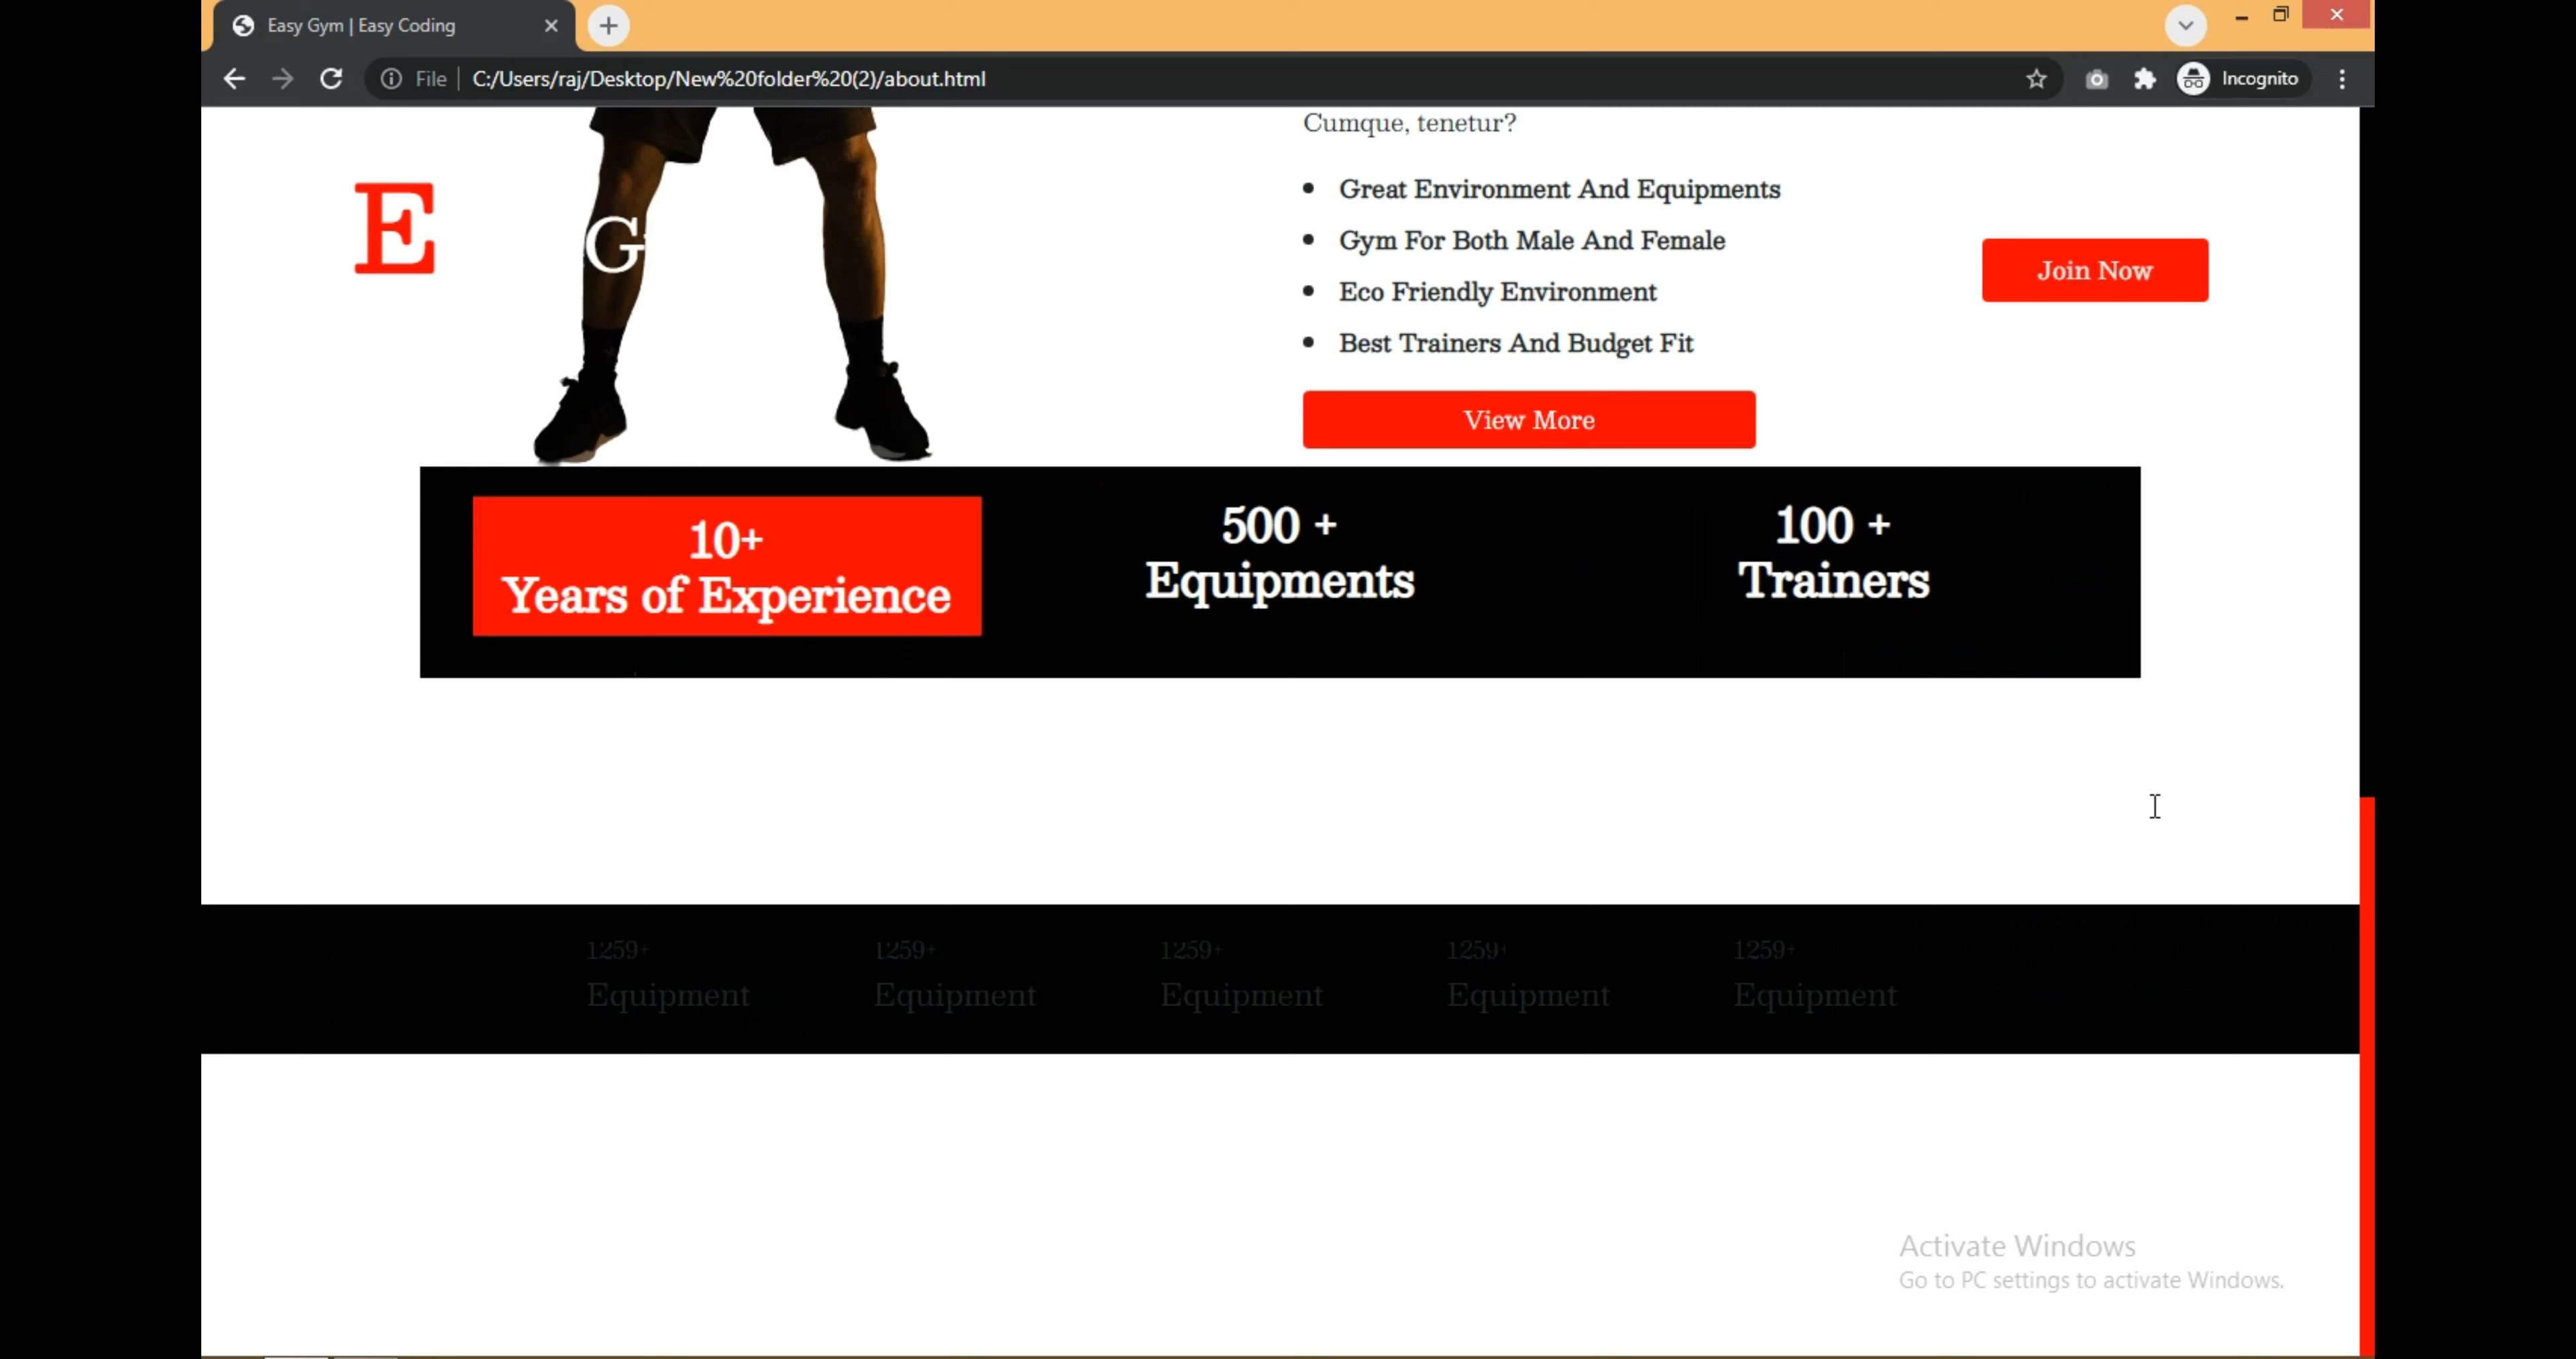 Easy Gym | Easy Coding
File
C:/Users/raj/Desktop/New%20folder%20(2)/about.html
Incognito
Cumque, tenetur?
E
G
Great Environment And Equipments
Gym For Both Male And Female
Eco Friendly Environment
Best Trainers And Budget Fit
Join Now
View More
10+
Years of Experience
500 +
Equipments
100 +
Trainers
1259+ 1259+ 1259+ 1259+ 1259+
Equipment Equipment Equipment Equipment Equipment
Activate Windows
Go to PC settings to activate Windows.